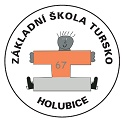 ZÁKLADNÍ ŠKOLA TURSKO
67
HOLUBICE